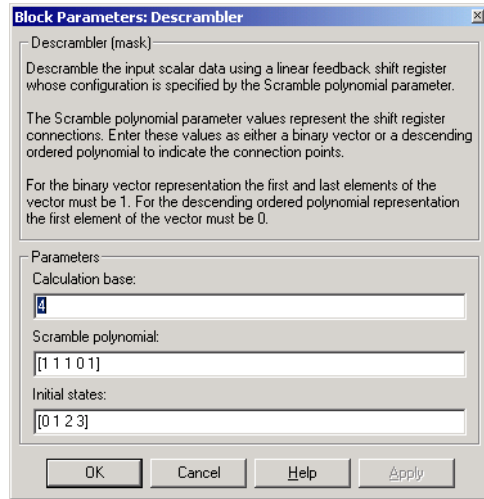 Block Parameters: Descrambler
Descrambler (mask)
Descramble the input scalar data using a linear feedback shift register
whose configuration is specified by the Scramble polynomial parameter.
The Scramble polynomial parameter values represent the shift register
connections. Enter these values as either a binary vector or a descending
ordered polynomial to indicate the connection points.
For the binary vector representation the first and last elements of the
vector must be 1. For the descending ordered polynomial representation
the first element of the vector must be 0.
Parameters
Calculation base:
4
Scramble polynomial:
[1 1 1 0 1]
Initial states:
[0 1 2 3]
OK Cancel Help Apply